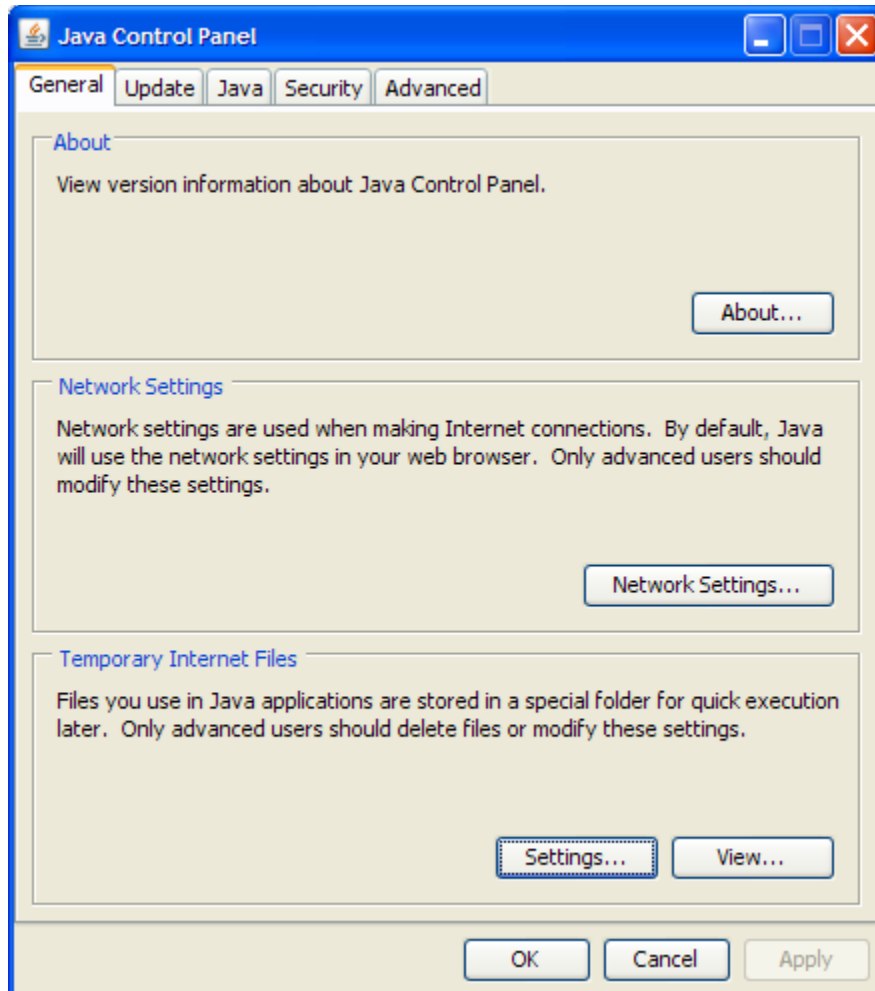 Java Control Panel
General Update Java Security Advanced
About
View version information about Java Control Panel.
About...
Network Settings
Network settings are used when making Internet connections.  By default, Java
will use the network settings in your web browser.  Only advanced users should
modify these settings.
Network Settings...
Temporary Internet Files
Files you use in Java applications are stored in a special folder for quick execution
later.  Only advanced users should delete files or modify these settings.
Settings... View...
OK Cancel Apply